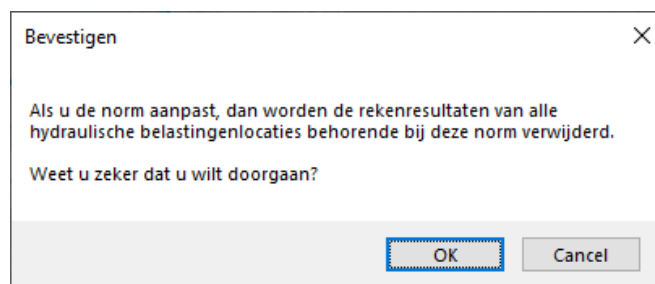 Bevestigen
Als u de norm aanpast, dan worden de rekenresultaten van alle
hydraulische belastingenlocaties behorende bij deze norm verwijderd.
Weet u zeker dat u wilt doorgaan?
OK
Cancel